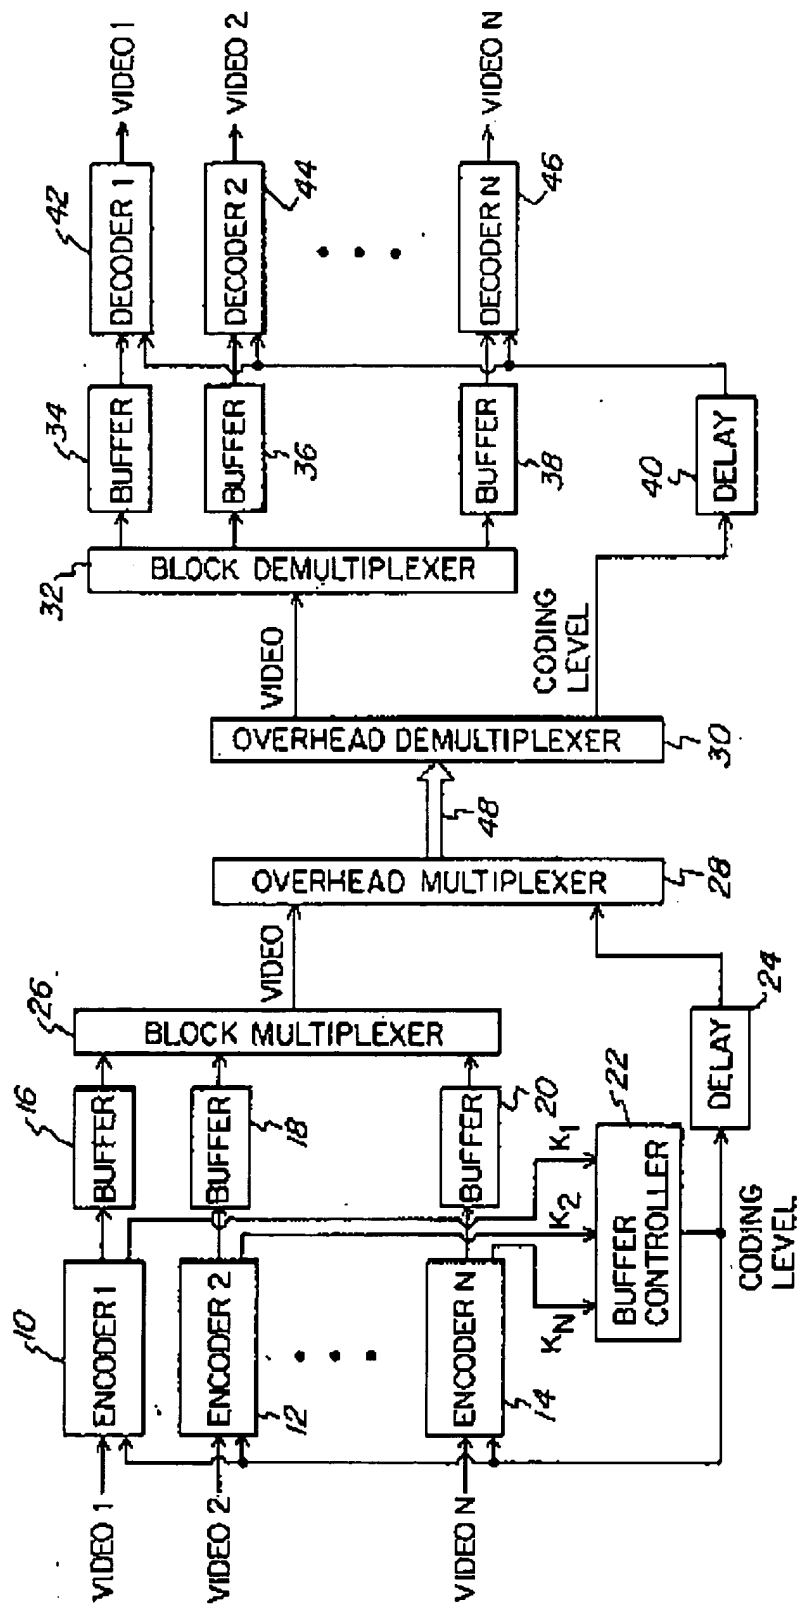 VIDEO 1
10
ENCODER 1
16
BUFFER
26
BLOCK MULTIPLEXER
VIDEO
VIDEO 2
ENCODER 2
12
BUFFER
18
VIDEO N
ENCODER N
14
BUFFER
20
K1
K2
KN
BUFFER
CONTROLLER
22
CODING
LEVEL
DELAY
24
OVERHEAD MULTIPLEXER
28
48
OVERHEAD DEMULTIPLEXER
30
VIDEO
CODING
LEVEL
32
BLOCK DEMULTIPLEXER
34
BUFFER
BUFFER
36
BUFFER
38
40
DELAY
42
DECODER 1
VIDEO 1
DECODER 2
44
VIDEO 2
DECODER N
46
VIDEO N